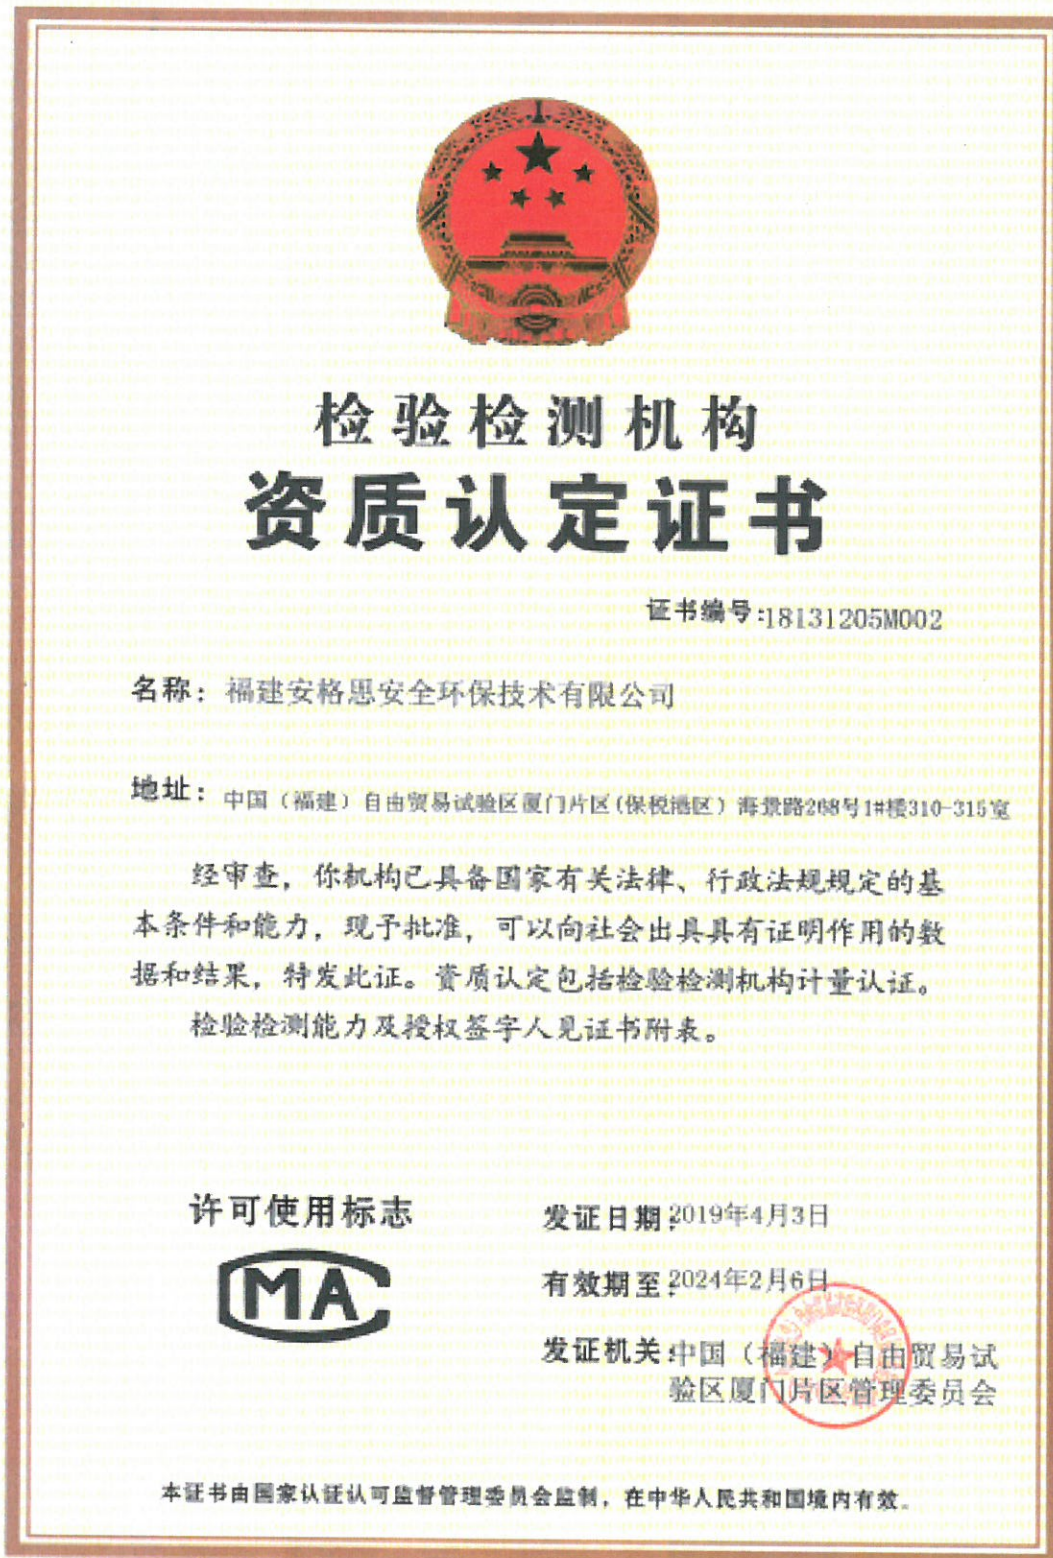 检验检测机构
资质认定证书
证书编号:18131205M002
名称：福建安格思安全环保技术有限公司
地址：中国（福建）自由贸易试验区厦门片区(保税港区）海景路268号1#楼310-315室
经审查，你机构已具备国家有关法律、行政法规规定的基
本条件和能力，现予批准，可以向社会出具具有证明作用的数
据和结果，特发此证。资质认定包括检验检测机构计量认证。
检验检测能力及授权签字人见证书附表。
许可使用标志
MA
发证日期:2019年4月3日
有效期至:2024年2月6日
发证机关:中国（福建）自由贸易试
验区厦门片区管理委员会
本证书由国家认证认可监督管理委员会监制，在中华人民共和国境内有效。